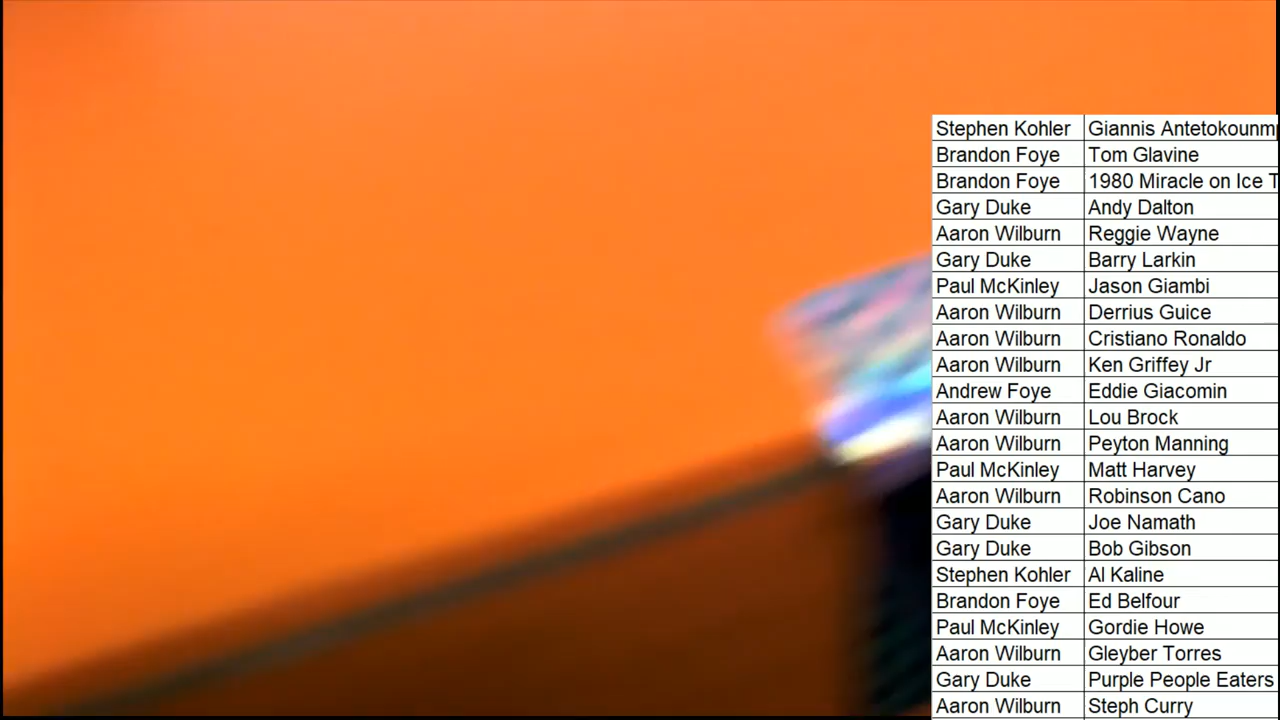 Stephen Kohler Giannis Antetokounm
Brandon Foye Tom Glavine
Brandon Foye 1980 Miracle on Ice T
Gary Duke Andy Dalton
Aaron Wilburn Reggie Wayne
Gary Duke Barry Larkin
Paul McKinley Jason Giambi
Aaron Wilburn Derrius Guice
Aaron Wilburn Cristiano Ronaldo
Aaron Wilburn Ken Griffey Jr
Andrew Foye Eddie Giacomin
Aaron Wilburn Lou Brock
Aaron Wilburn Peyton Manning
Paul McKinley Matt Harvey
Aaron Wilburn Robinson Cano
Gary Duke Joe Namath
Gary Duke Bob Gibson
Stephen Kohler Al Kaline
Brandon Foye Ed Belfour
Paul McKinley Gordie Howe
Aaron Wilburn Gleyber Torres
Gary Duke Purple People Eaters
Aaron Wilburn Steph Curry